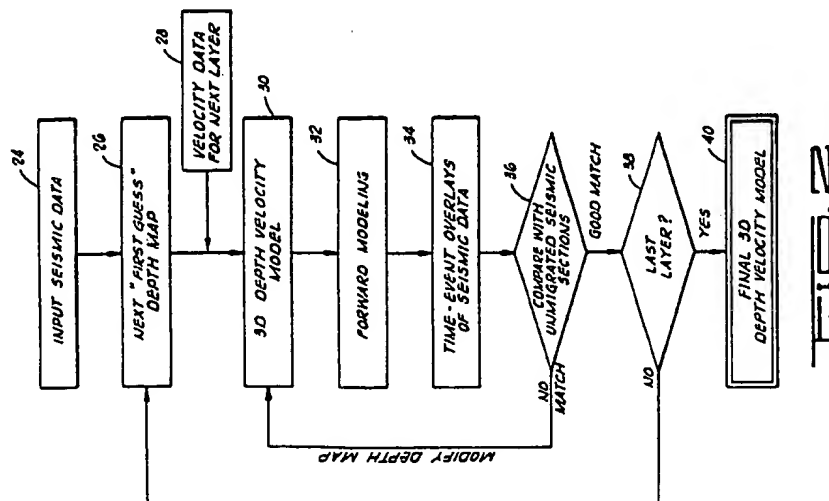 24
INPUT SEISMIC DATA
26
NEXT "FIRST GUESS"
DEPTH MAP
28
VELOCITY DATA
FOR NEXT LAYER
30
3D DEPTH VELOCITY
MODEL
32
FORWARD MODELING
34
TIME-EVENT OVERLAYS
OF SEISMIC DATA
36
COMPARE WITH
UNMIGRATED SEISMIC
SECTIONS
NO
MATCH
MODIFY DEPTH MAP
GOOD MATCH
38
LAST
LAYER?
NO
YES
40
FINAL 3D
DEPTH VELOCITY MODEL